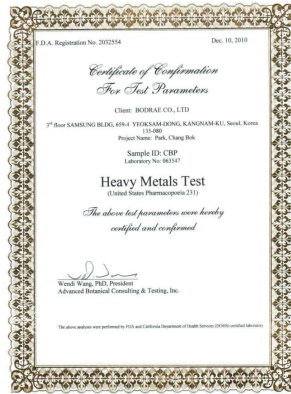 F.D.A. Registration No. 2032554
Dec. 10, 2010
Certificate of Confirmation
For Test Parameters
Client: BODRAE CO., LTD
3rd floor SAMSUNG BLDG, 659-4 YEOKSAM-DONG, KANGNAM-KU, Seoul, Korea
135-080
Project Name: Park, Chang Bok
Sample ID: CBP
Laboratory No: 063547
Heavy Metals Test
(United States Pharmacopoeia 231)
The above test parameters were hereby
certified and confirmed
Wendi Wang, PhD, President
Advanced Botanical Consulting & Testing, Inc.
The above analyses were performed by FDA and California Department of Health Services (DOHS) certified laboratory